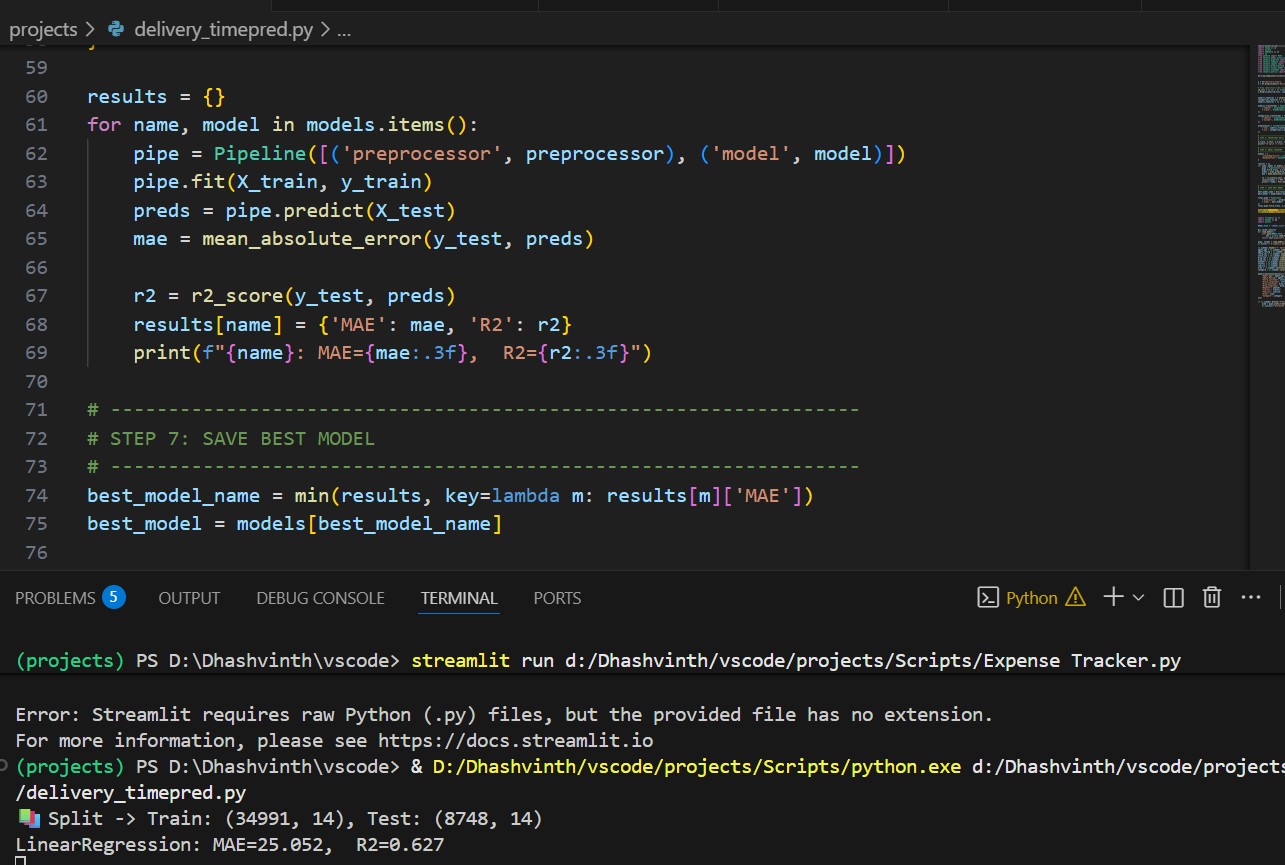 projects > delivery_timepred.py > ...
59
60 results = {}
61 for name, model in models.items():
62     pipe = Pipeline([('preprocessor', preprocessor), ('model', model)])
63     pipe.fit(X_train, y_train)
64     preds = pipe.predict(X_test)
65     mae = mean_absolute_error(y_test, preds)
66
67     r2 = r2_score(y_test, preds)
68     results[name] = {'MAE': mae, 'R2': r2}
69     print(f"{name}: MAE={mae:.3f},  R2={r2:.3f}")
70
71 # -----------------------------------------------------------------
72 # STEP 7: SAVE BEST MODEL
73 # -----------------------------------------------------------------
74 best_model_name = min(results, key=lambda m: results[m]['MAE'])
75 best_model = models[best_model_name]
76
PROBLEMS 5 OUTPUT DEBUG CONSOLE TERMINAL PORTS Python
(projects) PS D:\Dhashvinth\vscode> streamlit run d:/Dhashvinth/vscode/projects/Scripts/Expense Tracker.py
Error: Streamlit requires raw Python (.py) files, but the provided file has no extension.
For more information, please see https://docs.streamlit.io
(projects) PS D:\Dhashvinth\vscode> & D:/Dhashvinth/vscode/projects/Scripts/python.exe d:/Dhashvinth/vscode/projects
/delivery_timepred.py
Split -> Train: (34991, 14), Test: (8748, 14)
LinearRegression: MAE=25.052,  R2=0.627